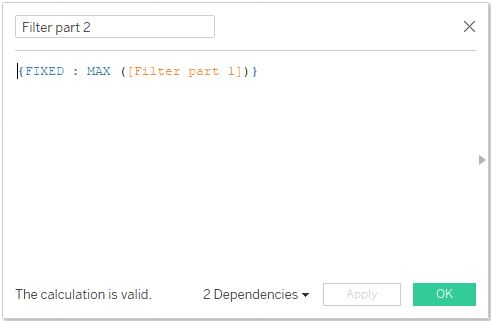 Filter part 2
{FIXED : MAX ([Filter part 1])}
The calculation is valid.
2 Dependencies
Apply
OK